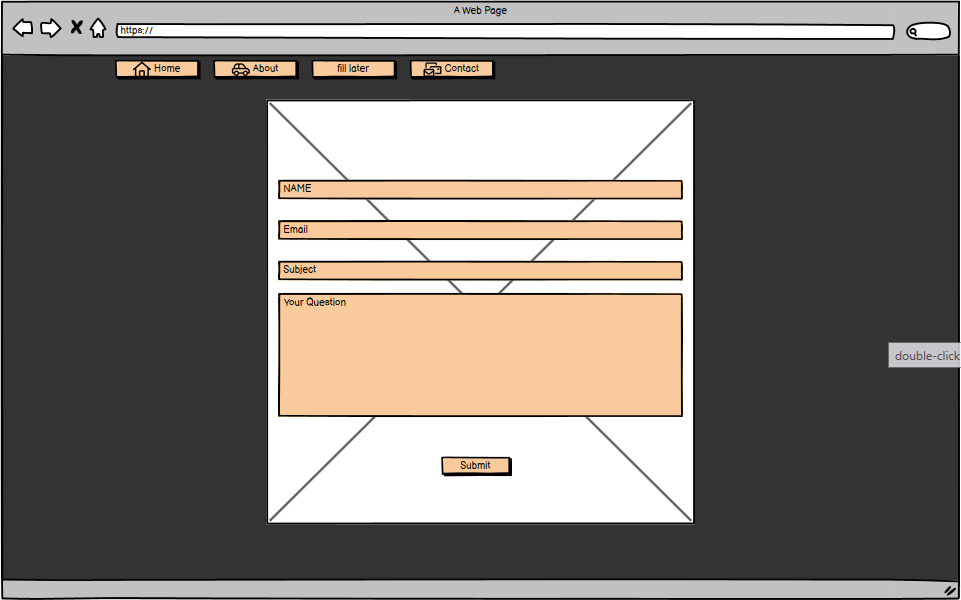 A Web Page
https://
Home
About
fill later
Contact
NAME
Email
Subject
Your Question
double-click
Submit